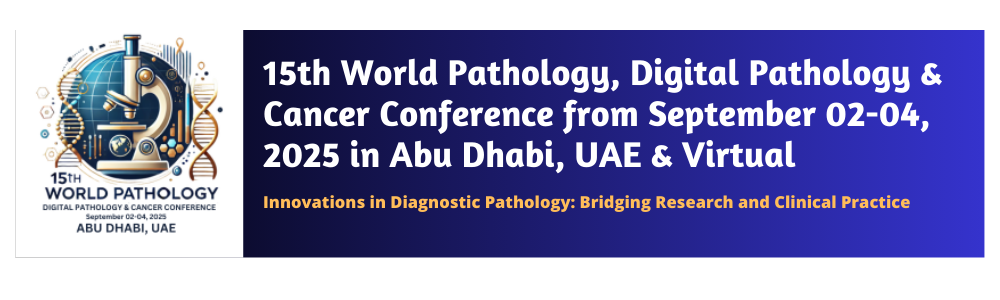 15TH
WORLD PATHOLOGY
DIGITAL PATHOLOGY & CANCER CONFERENCE
September 02-04, 2025
ABU DHABI, UAE
15th World Pathology, Digital Pathology &
Cancer Conference from September 02-04,
2025 in Abu Dhabi, UAE & Virtual
Innovations in Diagnostic Pathology: Bridging Research and Clinical Practice